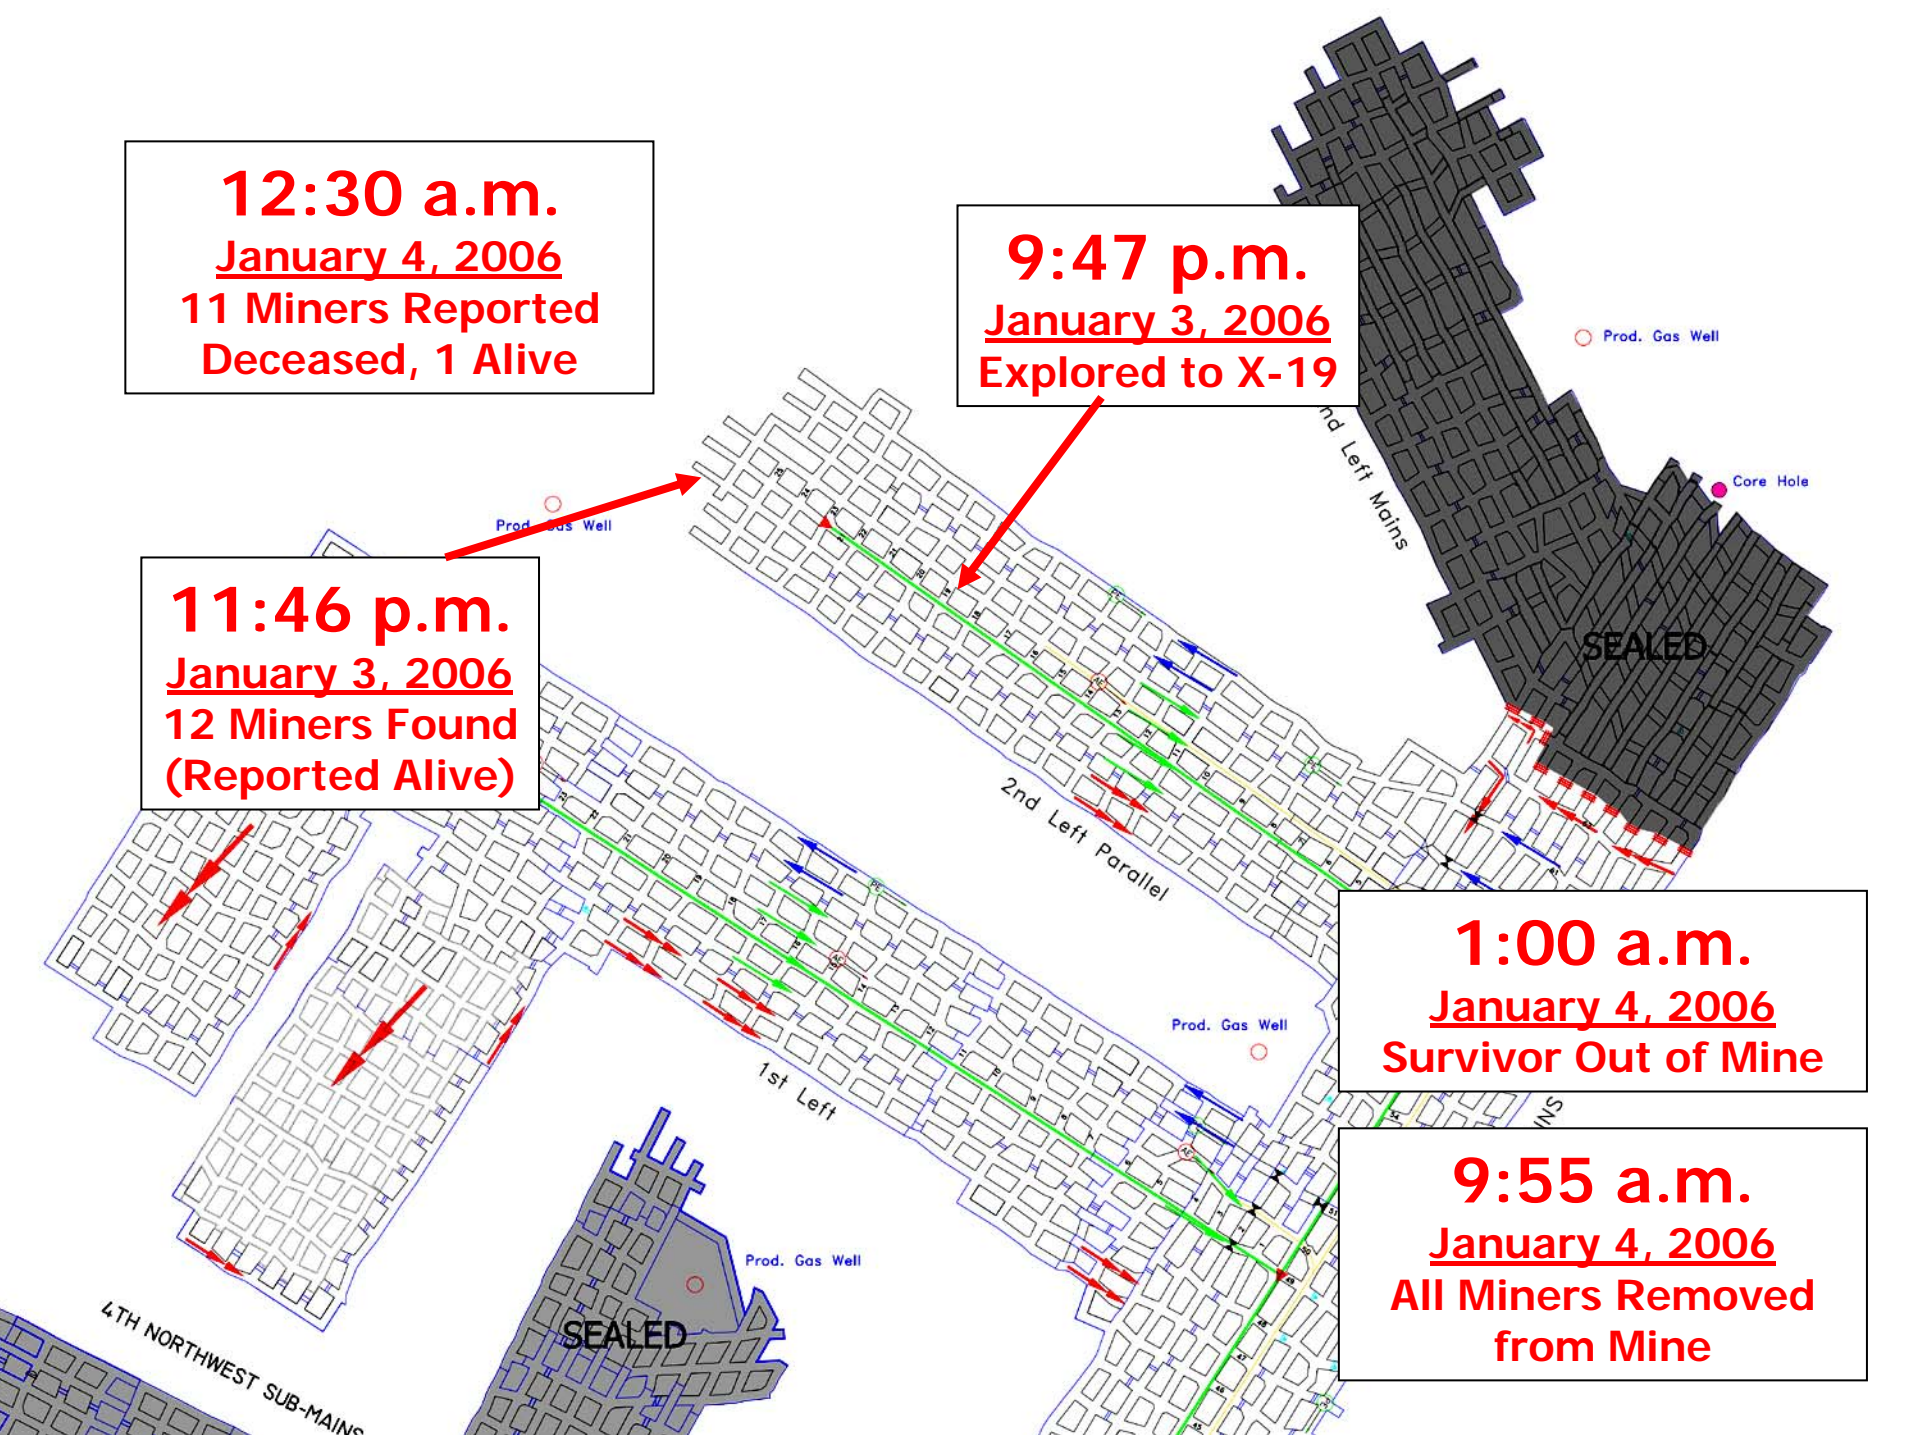 12:30 a.m.
January 4, 2006
11 Miners Reported
Deceased, 1 Alive
9:47 p.m.
January 3, 2006
Explored to X-19
Prod. Gas Well
Left Mains
Core Hole
Prod. Gas Well
11:46 p.m.
January 3, 2006
12 Miners Found
(Reported Alive)
SEALED
2nd Left Parallel
1:00 a.m.
January 4, 2006
Survivor Out of Mine
Prod. Gas Well
1st Left
9:55 a.m.
January 4, 2006
All Miners Removed
from Mine
Prod. Gas Well
SEALED
4TH NORTHWEST SUB-MAINS